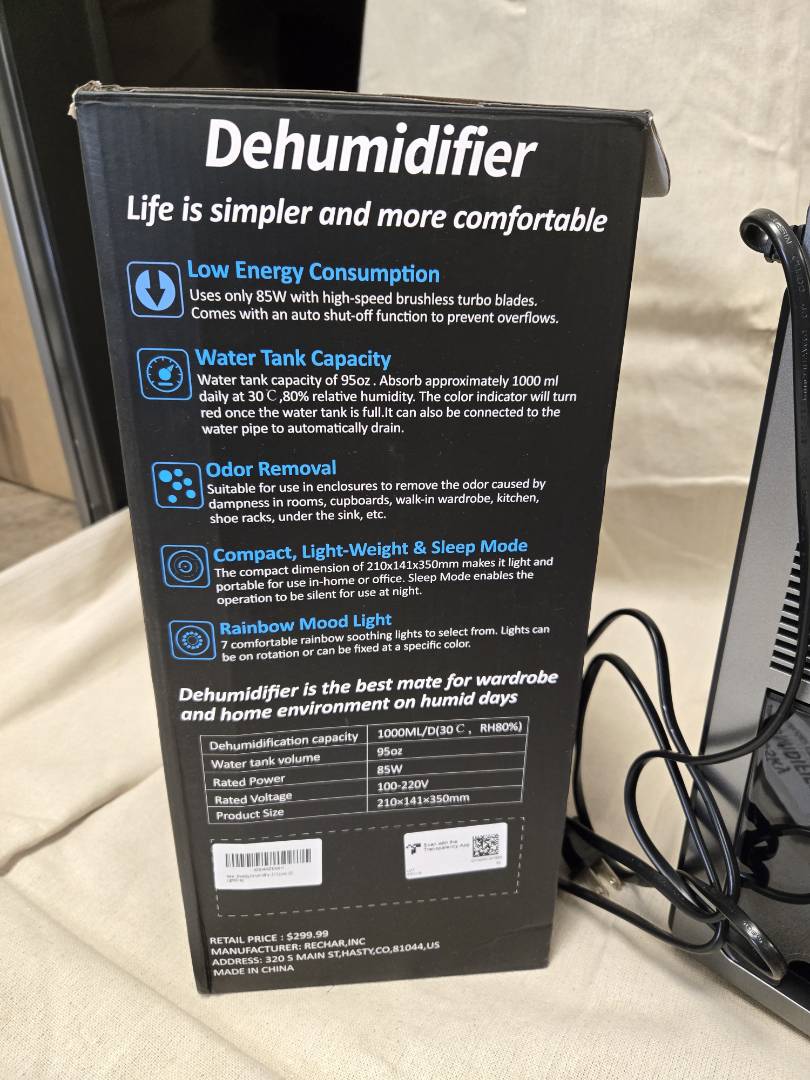 Dehumidifier
Life is simpler and more comfortable
Low Energy Consumption
Uses only 85W with high-speed brushless turbo blades.
Comes with an auto shut-off function to prevent overflows.
Water Tank Capacity
Water tank capacity of 95oz . Absorb approximately 1000 ml
daily at 30℃,80% relative humidity. The color indicator will turn
red once the water tank is full.It can also be connected to the
water pipe to automatically drain.
Odor Removal
Suitable for use in enclosures to remove the odor caused by
dampness in rooms, cupboards, walk-in wardrobe, kitchen,
shoe racks, under the sink, etc.
Compact, Light-Weight & Sleep Mode
The compact dimension of 210x141x350mm makes it light and
portable for use in-home or office. Sleep Mode enables the
operation to be silent for use at night.
Rainbow Mood Light
7 comfortable rainbow soothing lights to select from. Lights can
be on rotation or can be fixed at a specific color.
Dehumidifier is the best mate for wardrobe
and home environment on humid days
Dehumidification capacity 1000ML/D(30℃, RH80%)
Water tank volume 95oz
Rated Power 85W
Rated Voltage 100-220V
Product Size 210×141×350mm
Scan with the
Transparency App
RETAIL PRICE : $299.99
MANUFACTURER: RECHAR,INC
ADDRESS: 320 S MAIN ST,HASTY,CO,81044,US
MADE IN CHINA